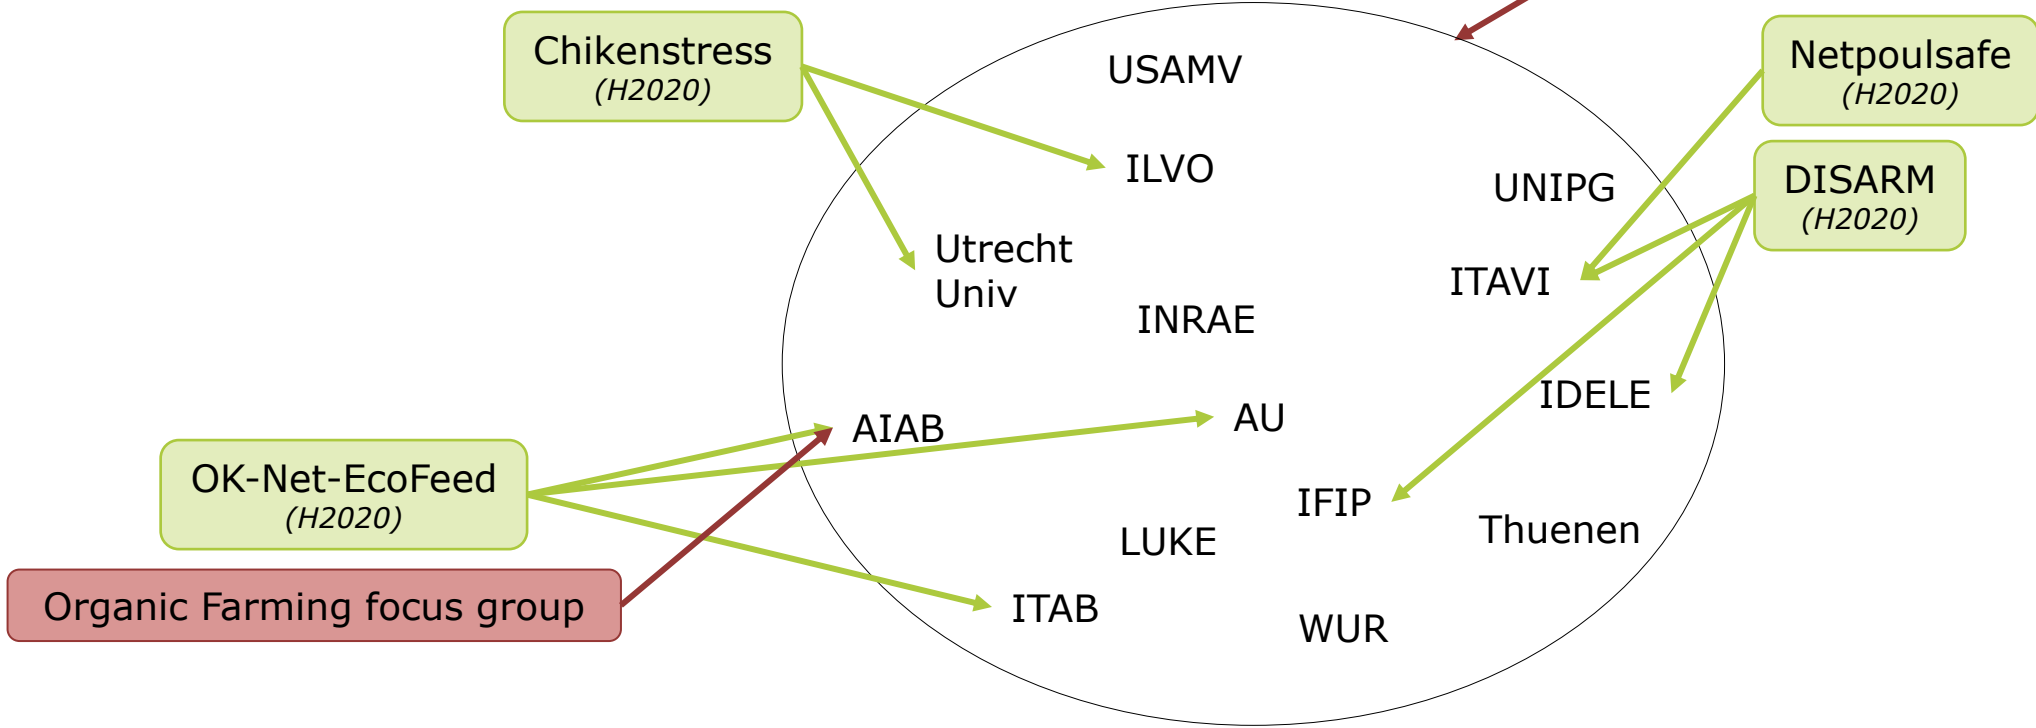 Chikenstress
(H2020)
USAMV
Netpoulsafe
(H2020)
ILVO
UNIPG
DISARM
(H2020)
Utrecht
Univ
ITAVI
INRAE
IDELE
AIAB
AU
OK-Net-EcoFeed
(H2020)
IFIP
Thuenen
LUKE
Organic Farming focus group
ITAB
WUR